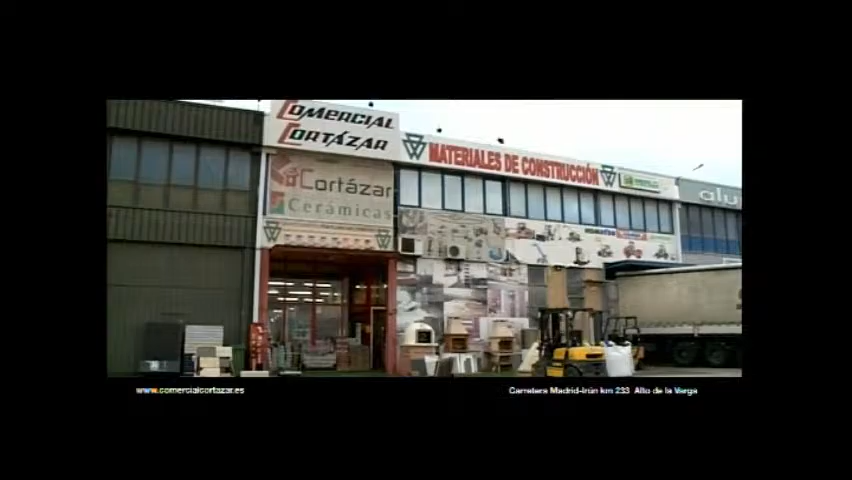 COMERCIAL
CORTÁZAR
MATERIALES DE CONSTRUCCIÓN
Cortázar
Cerámicas
KOMATSU
alu
www.comercialcortazar.es
Carretera Madrid-Irún km 233 Alto de la Varga